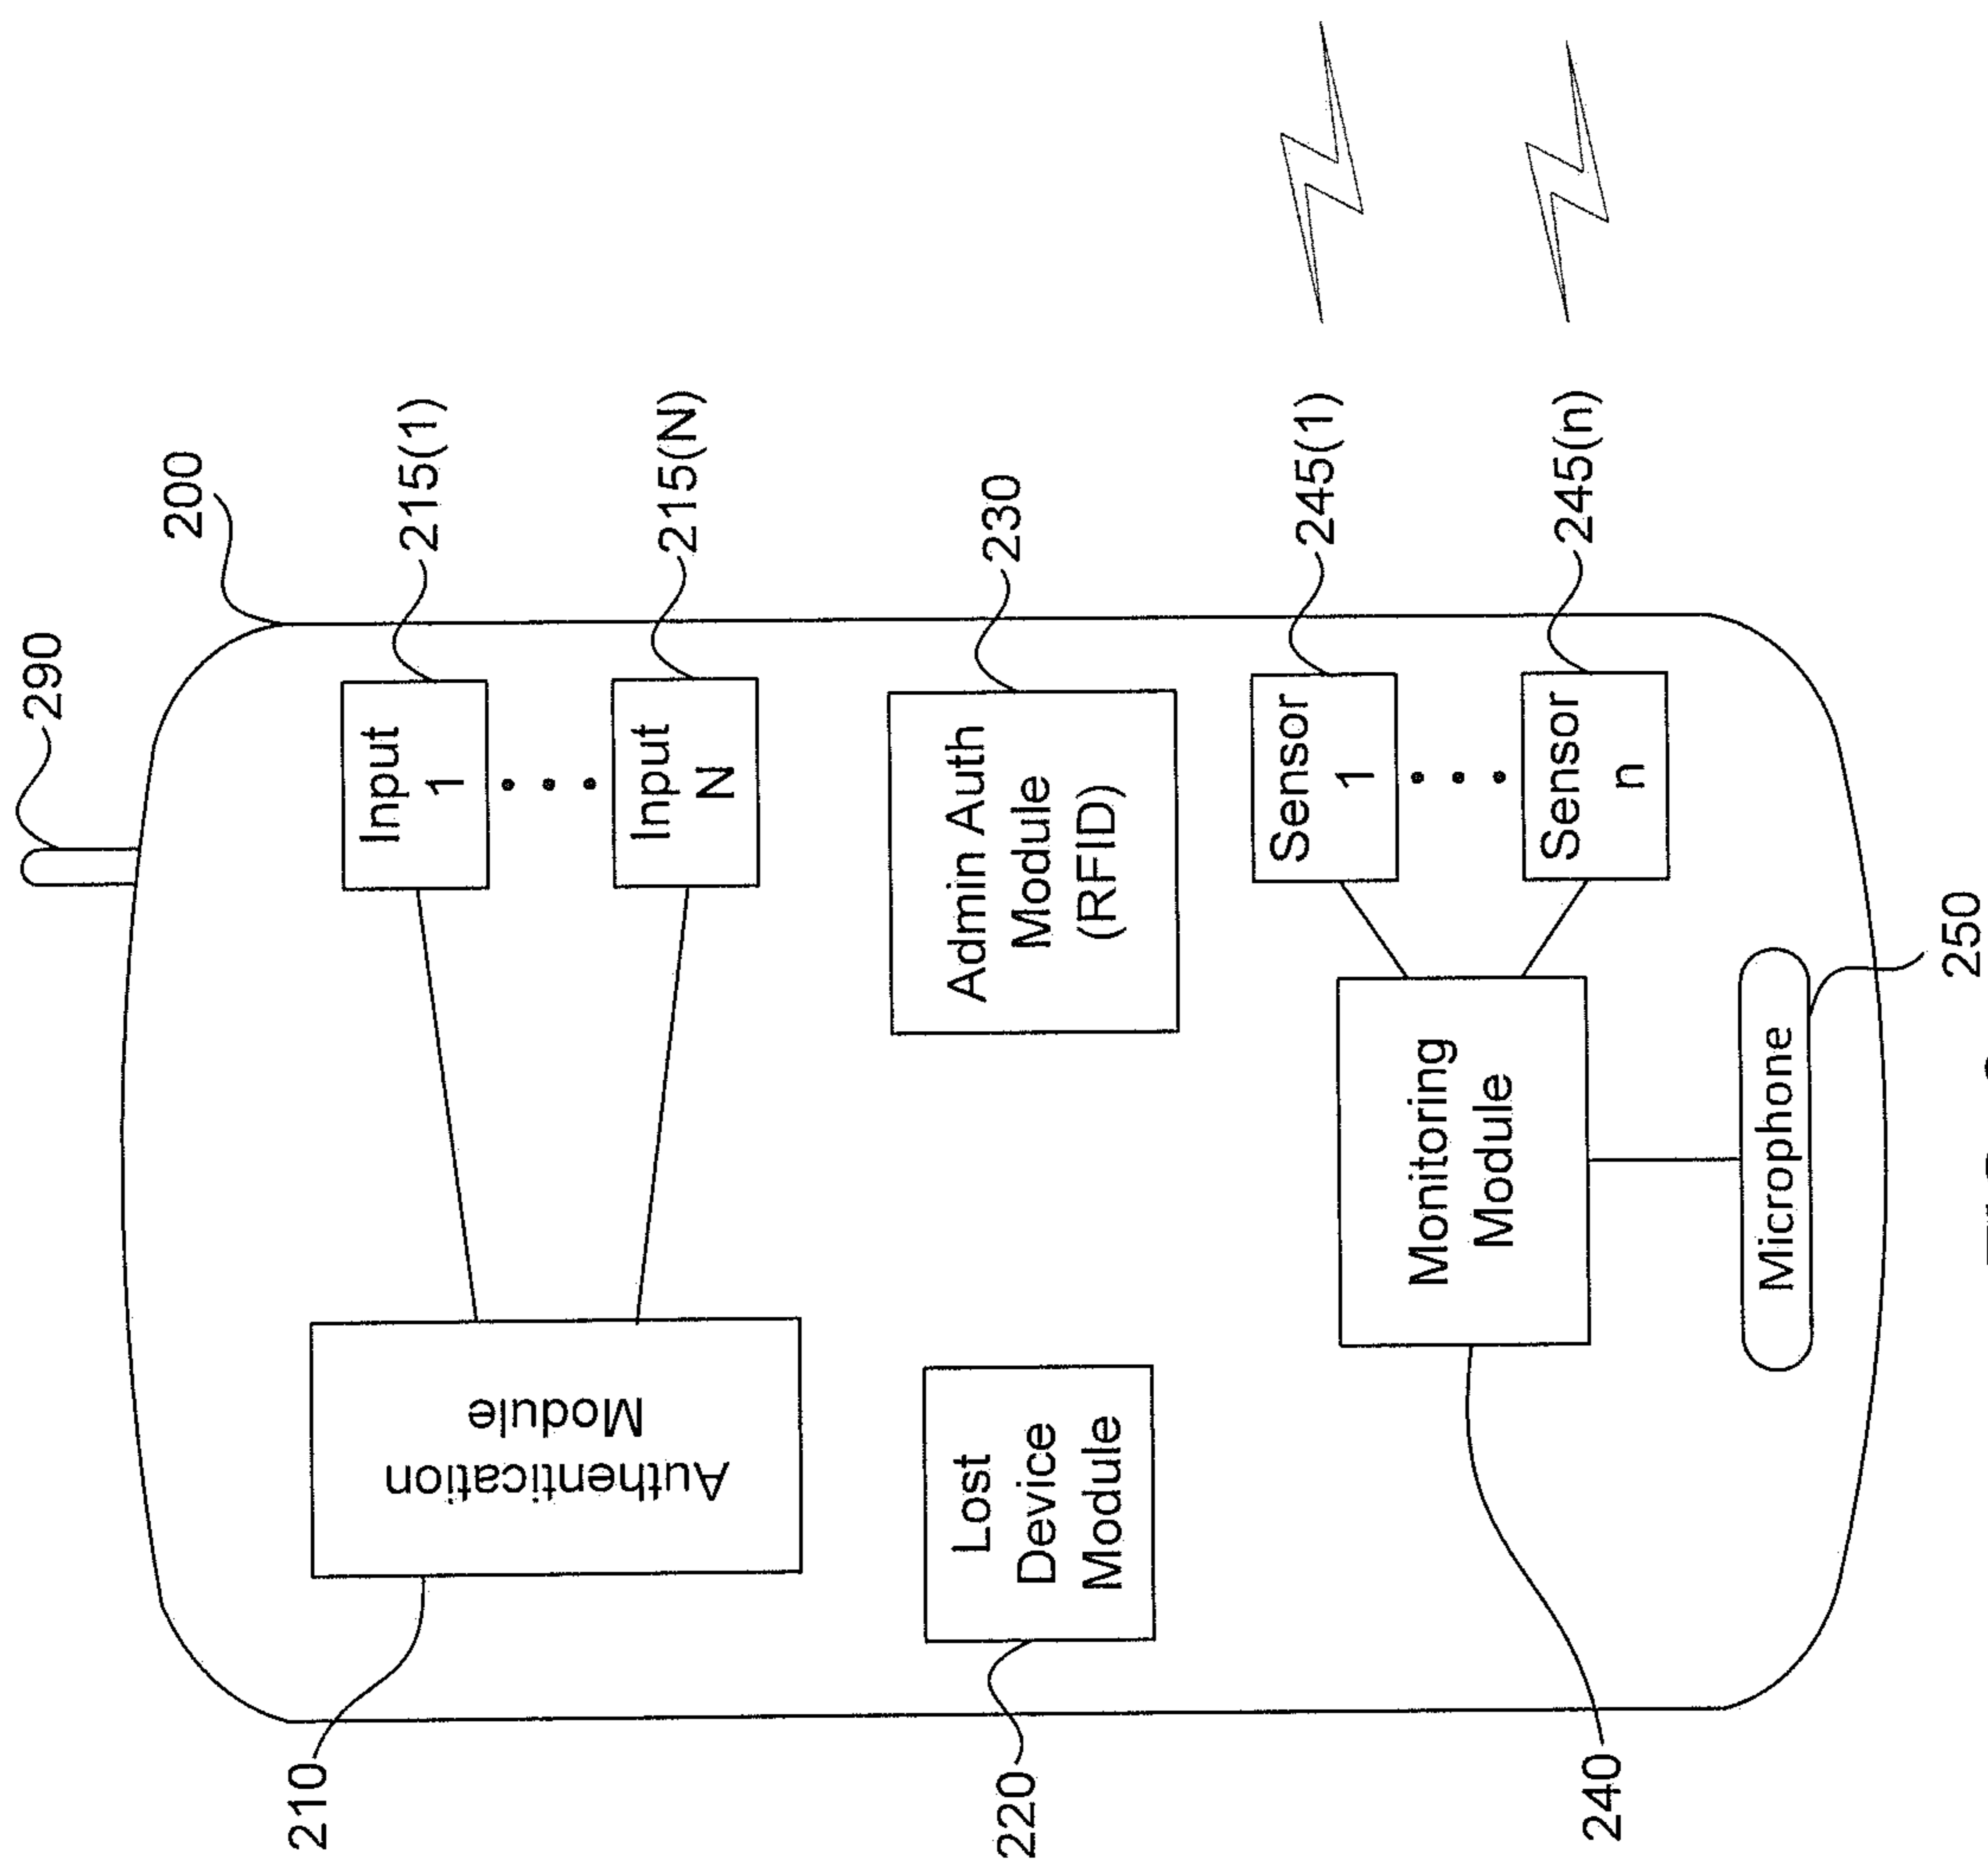 290
200
210
Authentication
Module
Input
1
215(1)
Input
N
215(N)
220
Lost
Device
Module
Admin Auth
Module
(RFID)
230
240
Monitoring
Module
Sensor
1
245(1)
Sensor
n
245(n)
Microphone
250